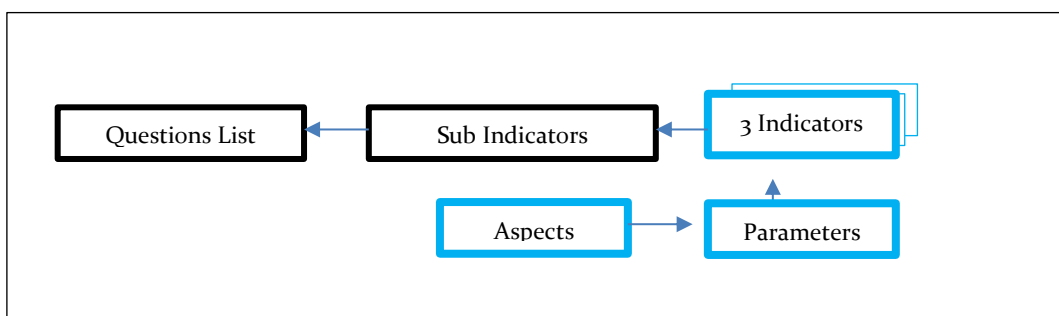 Questions List
Sub Indicators
3 Indicators
Aspects
Parameters